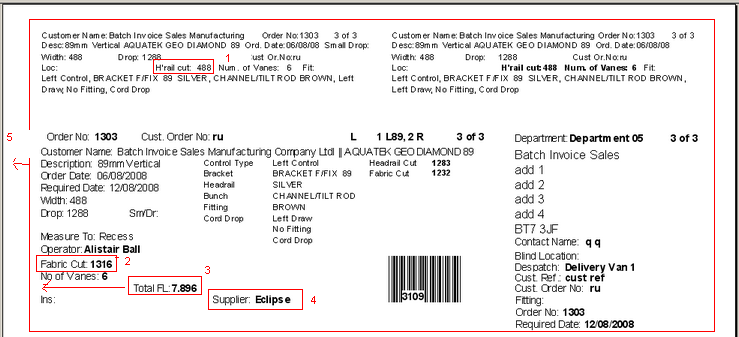 Customer Name: Batch Invoice Sales Manufacturing Order No:1303 3 of 3
Desc:89mm Vertical AQUATEK GEO DIAMOND 89 Ord. Date:06/08/08 Small Drop:
Width: 488 Drop: 1288 ust Or.No:ru
1
Loc: H'rail cut: 488 Num. of Vanes: 6 Fit:
Left Control, BRACKET F/FIX 89 SILVER, CHANNEL/TILT ROD BROWN, Left
Draw, No Fitting, Cord Drop
Customer Name: Batch Invoice Sales Manufacturing Order No:1303 3 of 3
Desc:89mm Vertical AQUATEK GEO DIAMOND 89 Ord. Date:06/08/08
Width: 488 Drop: 1288 Cust Or.No:ru
Loc: H'rail cut:488 Num. of Vanes: 6 Fit:
Left Control, BRACKET F/FIX 89 SILVER, CHANNEL/TILT ROD BROWN,
Left Draw, No Fitting, Cord Drop
5
Order No: 1303 Cust. Order No: ru L 1 L89, 2 R 3 of 3
Customer Name: Batch Invoice Sales Manufacturing Company Ltdl || AQUATEK GEO DIAMOND 89
Description: 89mm Vertical
Order Date: 06/08/2008
Required Date: 12/08/2008
Width: 488
Drop: 1288 Sm/Dr:
Control Type Left Control
Bracket BRACKET F/FIX 89
Headrail SILVER
Bunch CHANNEL/TILT ROD
Fitting BROWN
Cord Drop Left Draw
No Fitting
Cord Drop
Headrail Cut 1283
Fabric Cut 1232
Measure To: Recess
Operator: Alistair Ball
Fabric Cut: 1316 2
No of Vanes: 6
3
Total FL: 7.896
Ins: Supplier: Eclipse 4
3109
Department: Department 05 3 of 3
Batch Invoice Sales
add 1
add 2
add 3
add 4
BT7 3JF
Contact Name: q q
Blind Location:
Despatch: Delivery Van 1
Cust. Ref.: cust ref
Cust. Order No: ru
Fitting:
Order No: 1303
Required Date: 12/08/2008